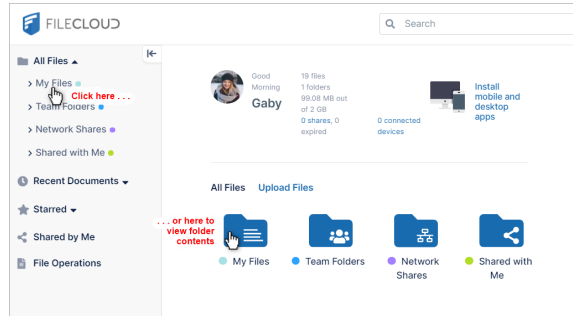 FILECLOUD
Search
All Files
My Files
Click here . . .
Team Folders
Network Shares
Shared with Me
Recent Documents
Starred
Shared by Me
File Operations
Good
Morning
Gaby
19 files
1 folders
99.08 MB out
of 2 GB
0 shares, 0
expired
0 connected
devices
Install
mobile and
desktop
apps
All Files Upload Files
. . . or here to
view folder
contents
My Files
Team Folders
Network
Shares
Shared with
Me